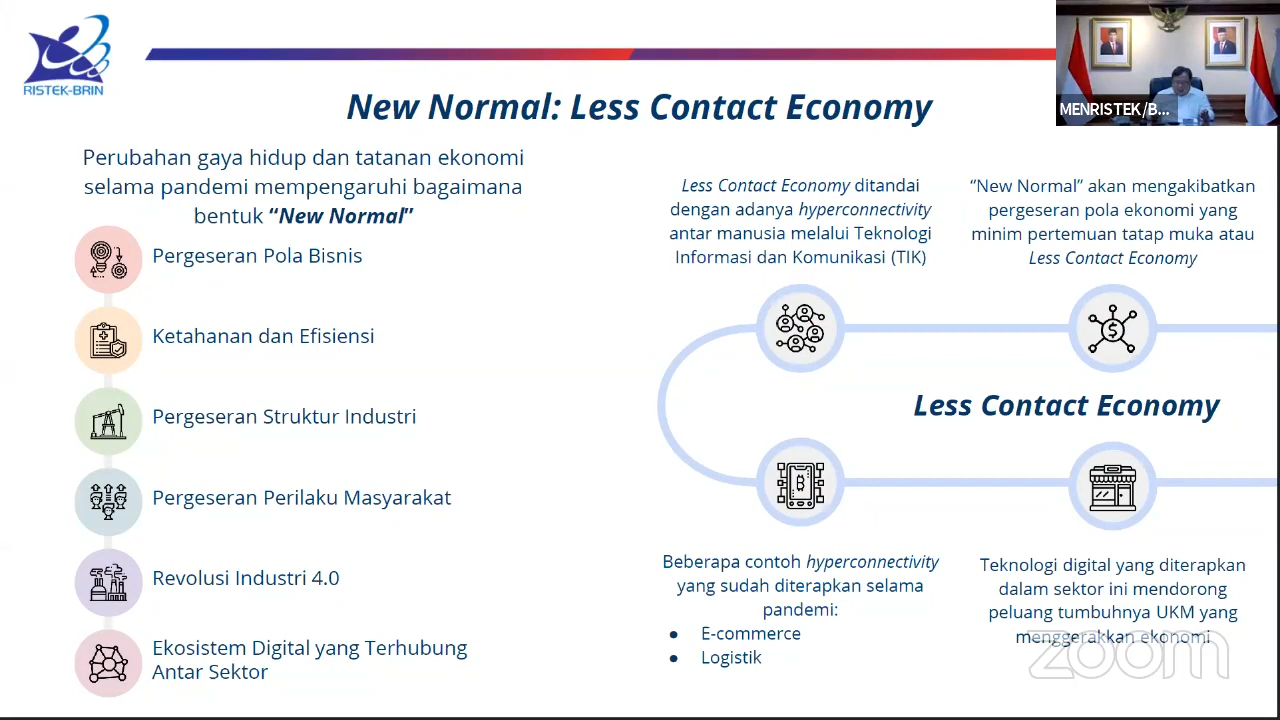 RISTEK-BRIN
MENRISTEK/B...
New Normal: Less Contact Economy
Perubahan gaya hidup dan tatanan ekonomi
selama pandemi mempengaruhi bagaimana
bentuk “New Normal”
Pergeseran Pola Bisnis
Ketahanan dan Efisiensi
Pergeseran Struktur Industri
Pergeseran Perilaku Masyarakat
Revolusi Industri 4.0
Ekosistem Digital yang Terhubung
Antar Sektor
Less Contact Economy ditandai
dengan adanya hyperconnectivity
antar manusia melalui Teknologi
Informasi dan Komunikasi (TIK)
“New Normal” akan mengakibatkan
pergeseran pola ekonomi yang
minim pertemuan tatap muka atau
Less Contact Economy
Less Contact Economy
Beberapa contoh hyperconnectivity
yang sudah diterapkan selama
pandemi:
● E-commerce
● Logistik
Teknologi digital yang diterapkan
dalam sektor ini mendorong
peluang tumbuhnya UKM yang
menggerakkan ekonomi
zoom